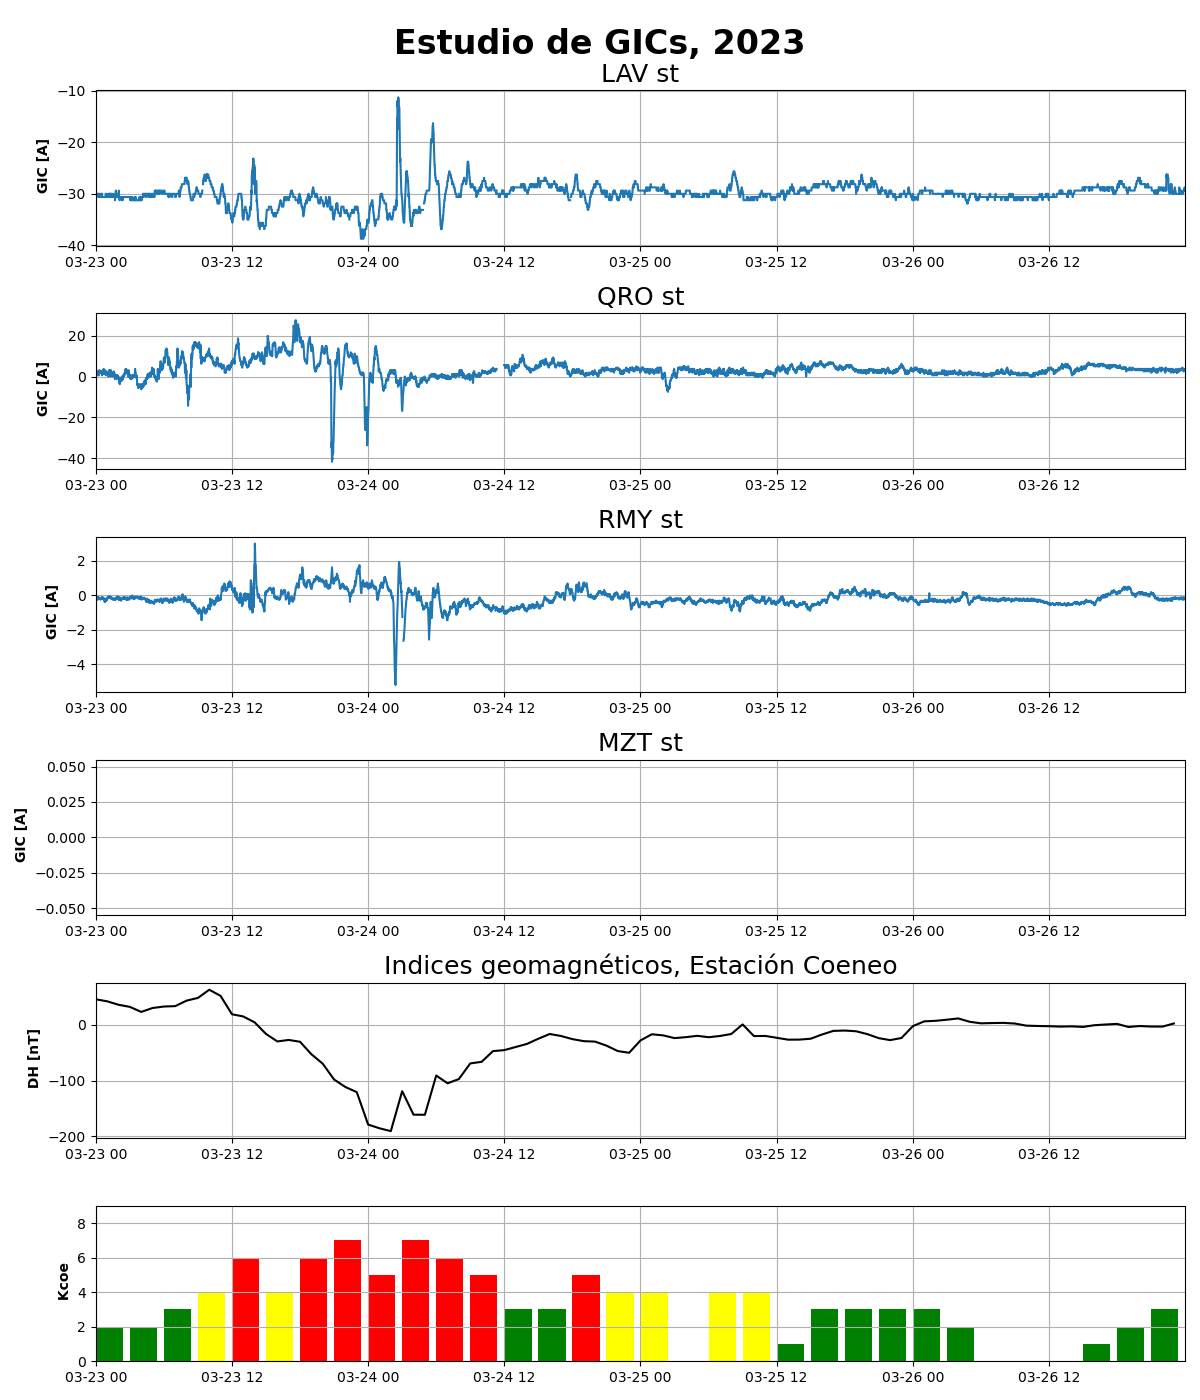 Estudio de GICs, 2023
LAV st
GIC [A]
−10
−20
−30
−40
03-23 00 03-23 12 03-24 00 03-24 12 03-25 00 03-25 12 03-26 00 03-26 12
QRO st
GIC [A]
20
0
−20
−40
03-23 00 03-23 12 03-24 00 03-24 12 03-25 00 03-25 12 03-26 00 03-26 12
RMY st
GIC [A]
2
0
−2
−4
03-23 00 03-23 12 03-24 00 03-24 12 03-25 00 03-25 12 03-26 00 03-26 12
MZT st
GIC [A]
0.050
0.025
0.000
−0.025
−0.050
03-23 00 03-23 12 03-24 00 03-24 12 03-25 00 03-25 12 03-26 00 03-26 12
Indices geomagnéticos, Estación Coeneo
DH [nT]
0
−100
−200
03-23 00 03-23 12 03-24 00 03-24 12 03-25 00 03-25 12 03-26 00 03-26 12
Kcoe
8
6
4
2
0
03-23 00 03-23 12 03-24 00 03-24 12 03-25 00 03-25 12 03-26 00 03-26 12